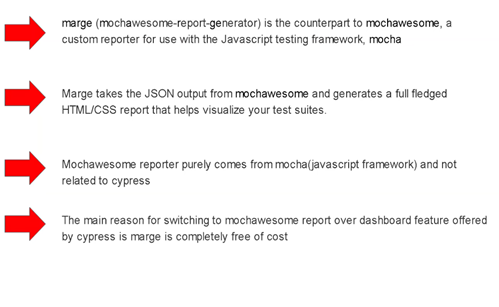 marge (mochawesome-report-generator) is the counterpart to mochawesome, a
custom reporter for use with the Javascript testing framework, mocha
Marge takes the JSON output from mochawesome and generates a full fledged
HTML/CSS report that helps visualize your test suites.
Mochawesome reporter purely comes from mocha(javascript framework) and not
related to cypress
The main reason for switching to mochawesome report over dashboard feature offered
by cypress is marge is completely free of cost